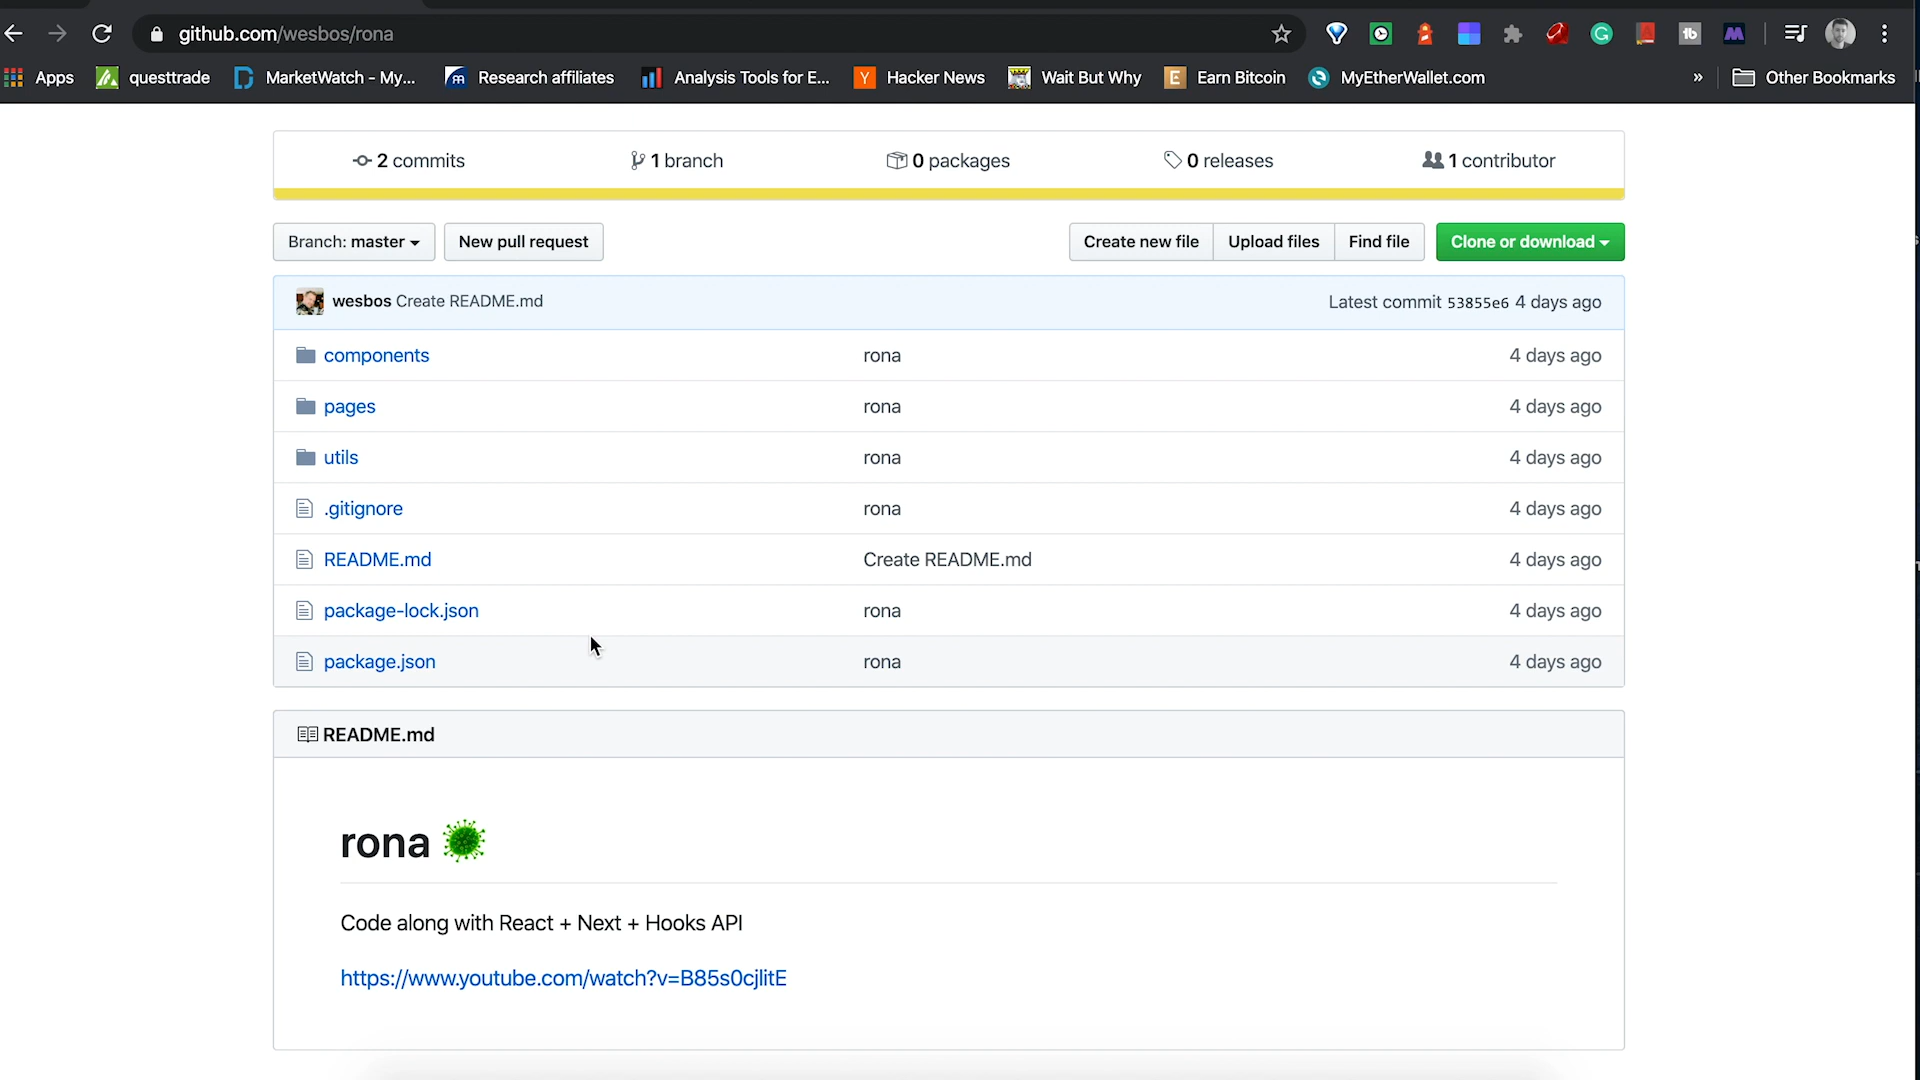 github.com/wesbos/rona
Apps questtrade MarketWatch - My... Research affiliates Analysis Tools for E... Hacker News Wait But Why Earn Bitcoin MyEtherWallet.com » Other Bookmarks
2 commits 1 branch 0 packages 0 releases 1 contributor
Branch: master New pull request Create new file Upload files Find file Clone or download
wesbos Create README.md Latest commit 53855e6 4 days ago
components rona 4 days ago
pages rona 4 days ago
utils rona 4 days ago
.gitignore rona 4 days ago
README.md Create README.md 4 days ago
package-lock.json rona 4 days ago
package.json rona 4 days ago
README.md
rona
Code along with React + Next + Hooks API
https://www.youtube.com/watch?v=B85s0cjlitE